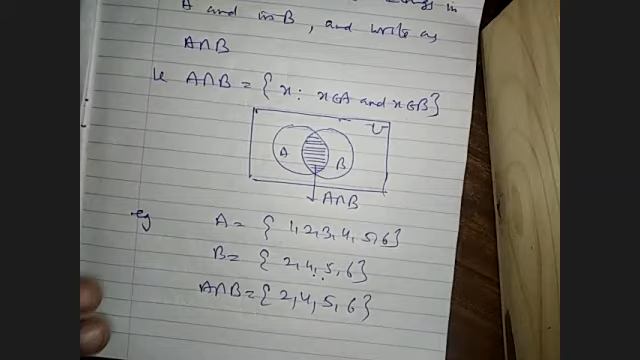 A and in B, and write as
A∩B
ie A∩B = { x : x∈A and x∈B }
U
A
B
A∩B
eg A = { 1, 2, 3, 4, 5, 6 }
B = { 2, 4, 5, 6 }
A∩B = { 2, 4, 5, 6 }